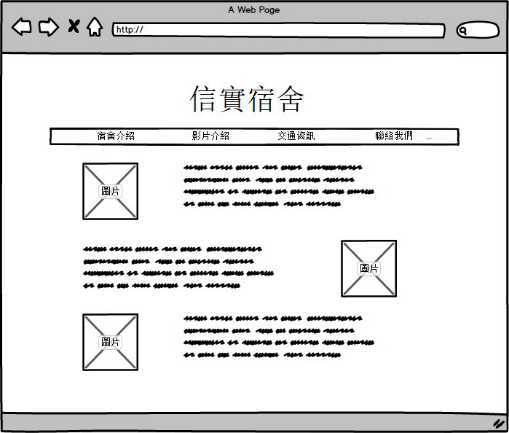 A Web Page
http://
信實宿舍
宿舍介紹 影片介紹 交通資訊 聯絡我們 ...
圖片
圖片
圖片